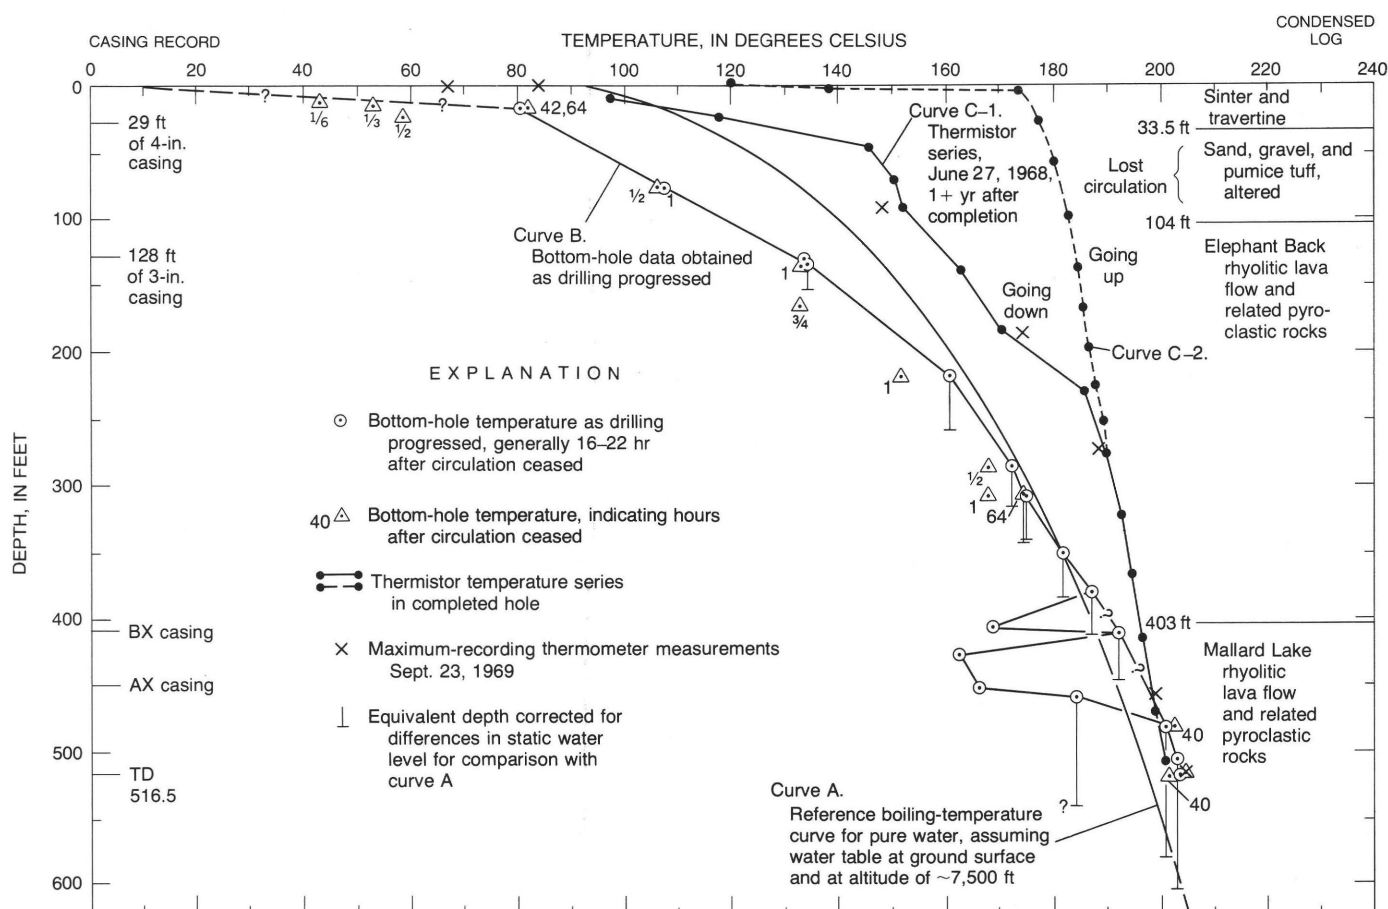 CASING RECORD
TEMPERATURE, IN DEGREES CELSIUS
CONDENSED
LOG
0 20 40 60 80 100 120 140 160 180 200 220 240
DEPTH, IN FEET
0
100
200
300
400
500
600
29 ft
of 4-in.
casing
128 ft
of 3-in.
casing
BX casing
AX casing
TD
516.5
?
?
1/6
1/3
½
42,64
½
1
1
¾
1
½
1
64
?
?
40
40
?
Curve B.
Bottom-hole data obtained
as drilling progressed
Curve C–1.
Thermistor
series,
June 27, 1968,
1+ yr after
completion
Going
down
Going
up
Curve C–2.
EXPLANATION
Bottom-hole temperature as drilling
progressed, generally 16–22 hr
after circulation ceased
40 Bottom-hole temperature, indicating hours
after circulation ceased
Thermistor temperature series
in completed hole
Maximum-recording thermometer measurements
Sept. 23, 1969
Equivalent depth corrected for
differences in static water
level for comparison with
curve A
Curve A.
Reference boiling-temperature
curve for pure water, assuming
water table at ground surface
and at altitude of ~7,500 ft
Sinter and
travertine
33.5 ft
Lost
circulation
Sand, gravel, and
pumice tuff,
altered
104 ft
Elephant Back
rhyolitic lava
flow and
related pyro-
clastic rocks
403 ft
Mallard Lake
rhyolitic
lava flow
and related
pyroclastic
rocks